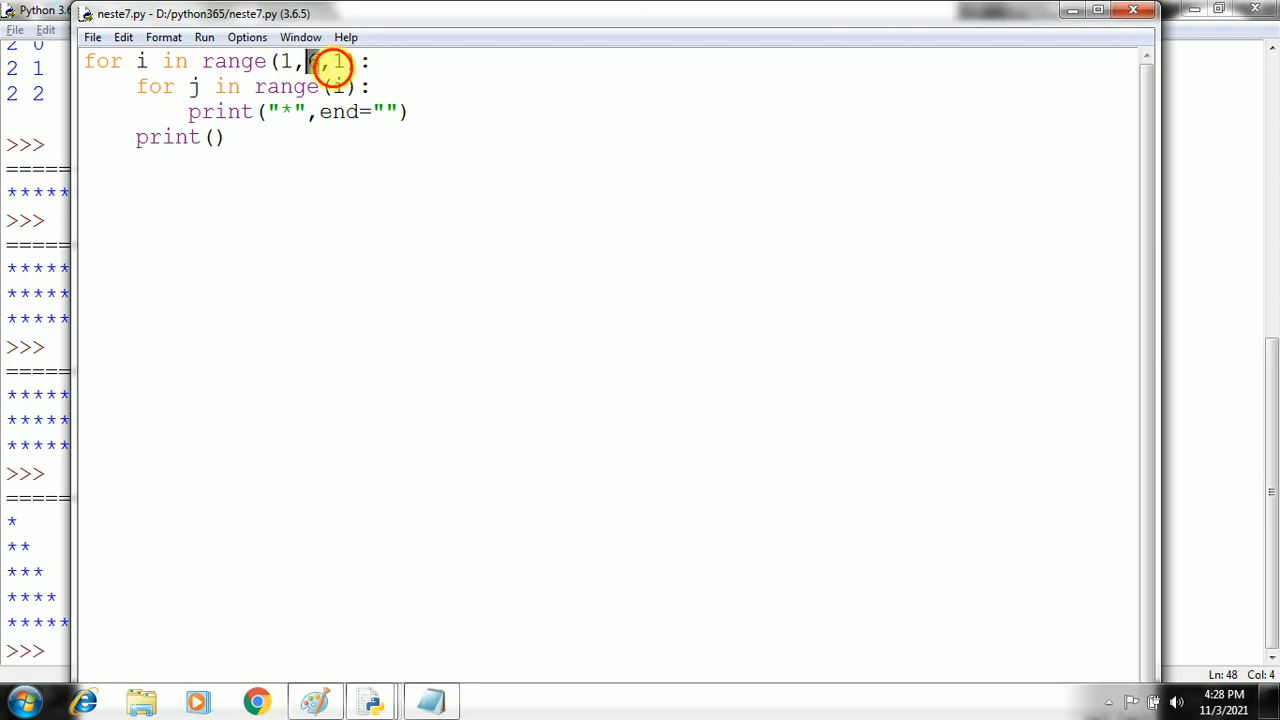 Python 3.6
neste7.py - D:/python365/neste7.py (3.6.5)
File Edit
File Edit Format Run Options Window Help
2 0
2 1
2 2
>>>
=====
*****
>>>
=====
*****
*****
*****
>>>
=====
*****
*****
*****
>>>
=====
*
**
***
****
*****
>>>
for i in range(1,6,1):
for j in range(i):
print("*",end="")
print()
Ln: 48 Col: 4
4:28 PM
11/3/2021